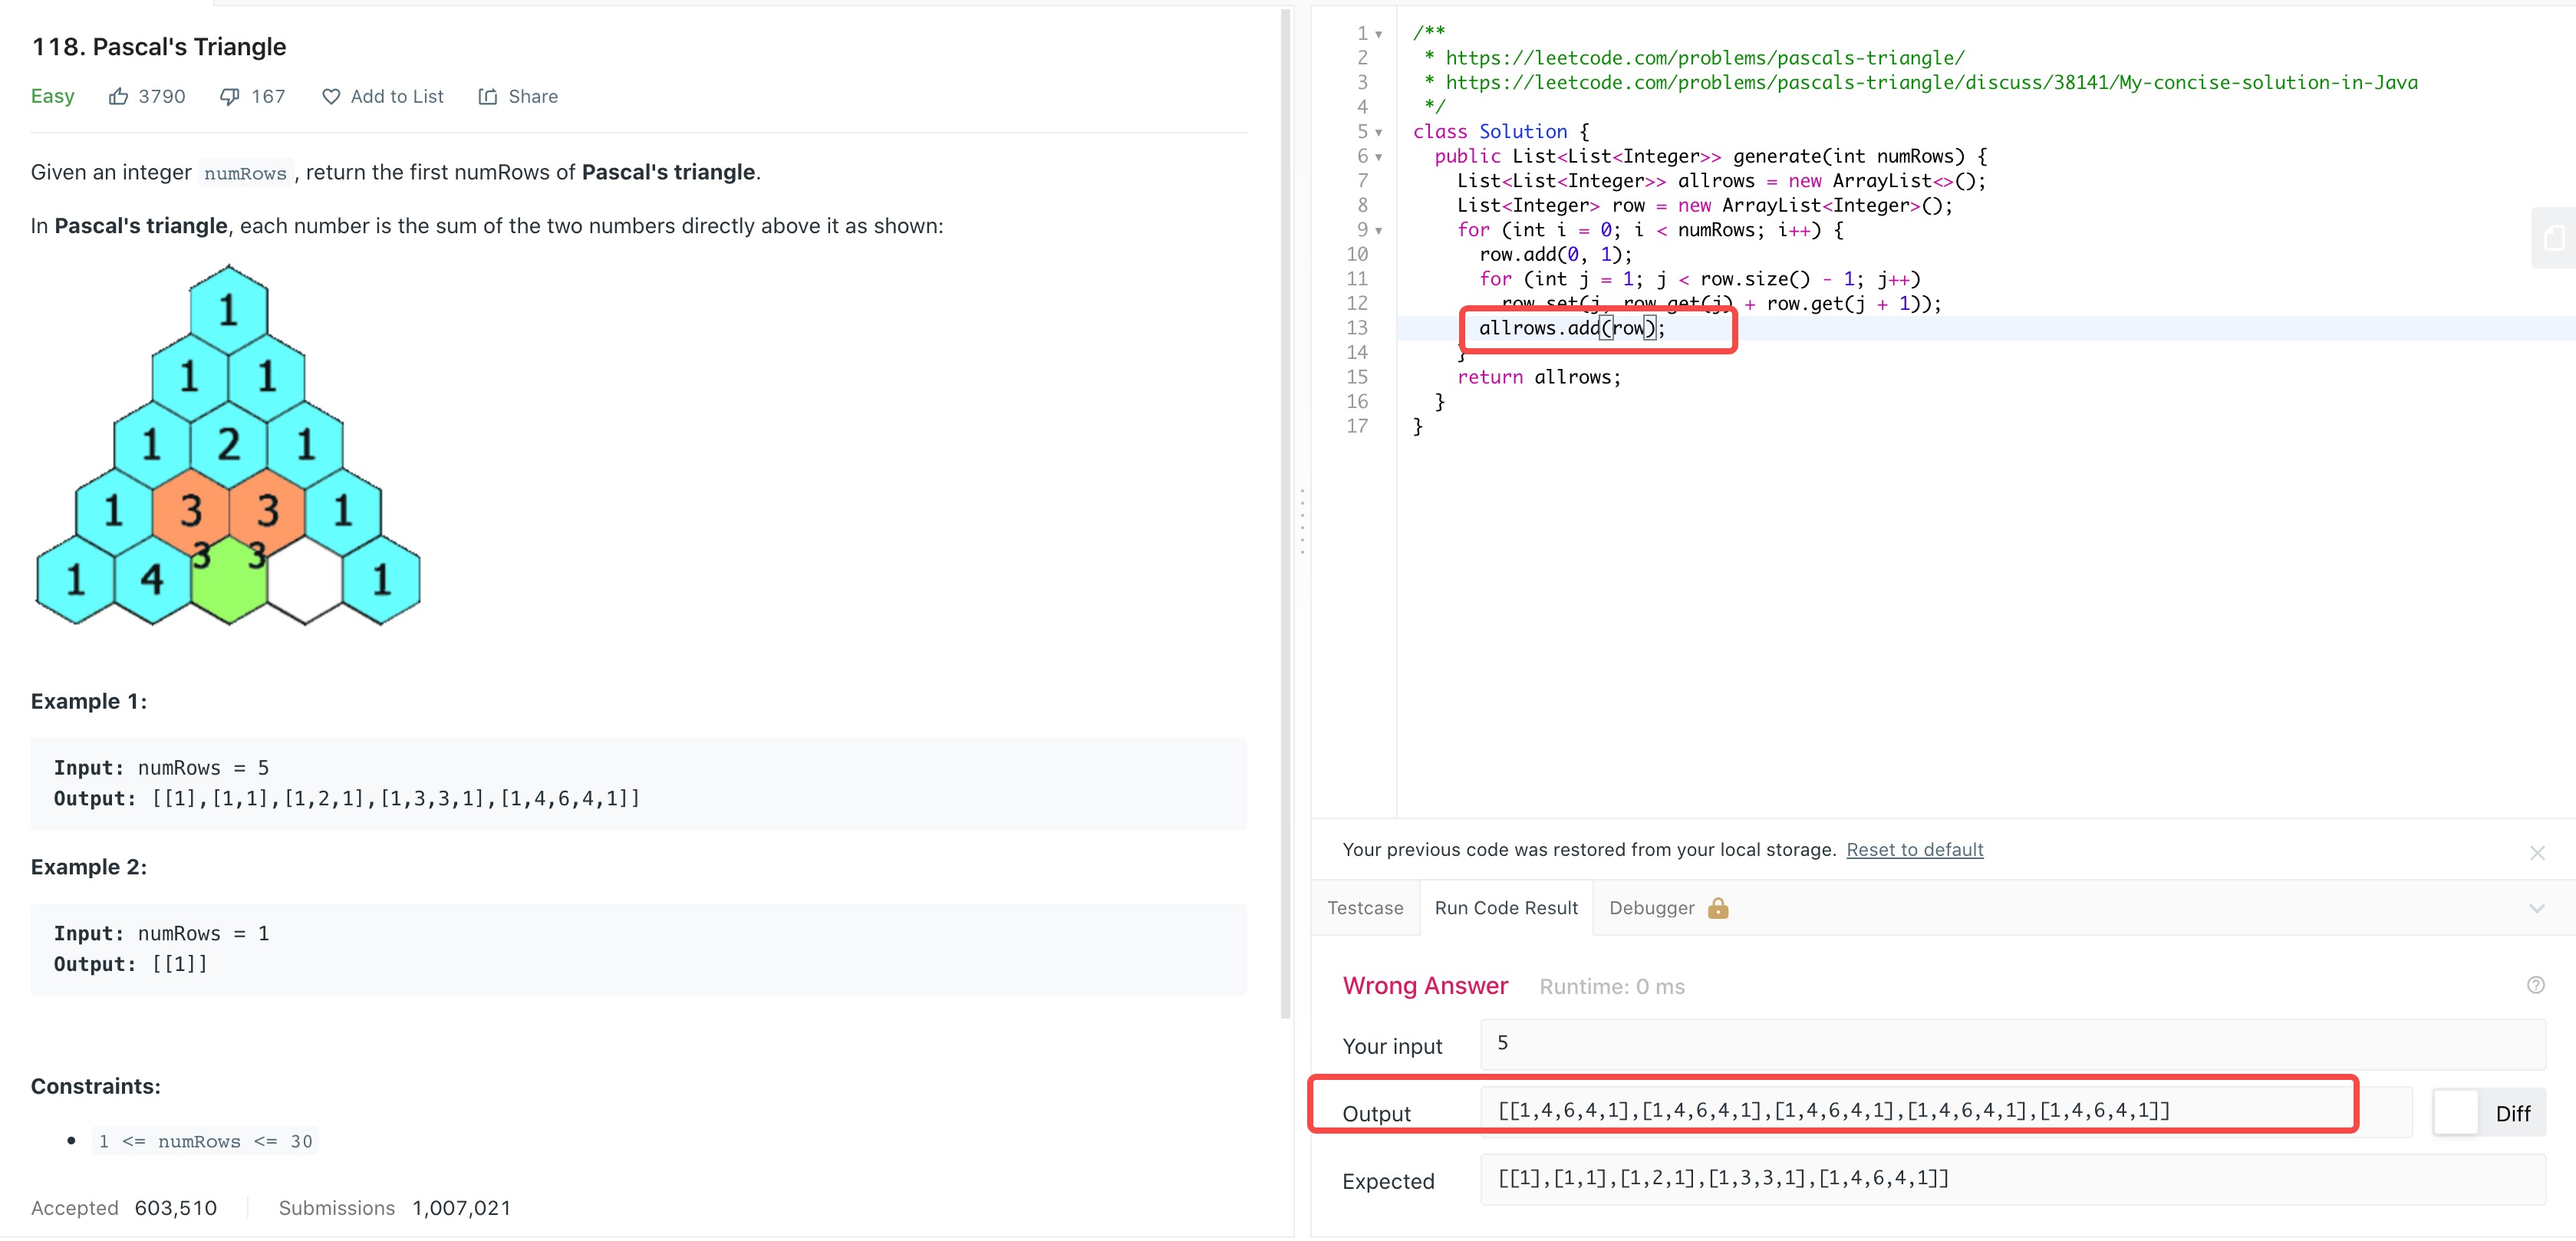 118. Pascal's Triangle
Easy 3790 167 Add to List Share
Given an integer numRows , return the first numRows of Pascal's triangle.
In Pascal's triangle, each number is the sum of the two numbers directly above it as shown:
1
1 1
1 2 1
1 3 3 1
3 3
1 4 1
Example 1:
Input: numRows = 5
Output: [[1],[1,1],[1,2,1],[1,3,3,1],[1,4,6,4,1]]
Example 2:
Input: numRows = 1
Output: [[1]]
Constraints:
• 1 <= numRows <= 30
Accepted 603,510 Submissions 1,007,021
1 /**
2 * https://leetcode.com/problems/pascals-triangle/
3 * https://leetcode.com/problems/pascals-triangle/discuss/38141/My-concise-solution-in-Java
4 */
5 class Solution {
6 public List<List<Integer>> generate(int numRows) {
7 List<List<Integer>> allrows = new ArrayList<>();
8 List<Integer> row = new ArrayList<Integer>();
9 for (int i = 0; i < numRows; i++) {
10 row.add(0, 1);
11 for (int j = 1; j < row.size() - 1; j++)
12 row.set(j, row.get(j) + row.get(j + 1));
13 allrows.add(row);
14 }
15 return allrows;
16 }
17 }
Your previous code was restored from your local storage. Reset to default
Testcase Run Code Result Debugger
Wrong Answer Runtime: 0 ms
Your input 5
Output [[1,4,6,4,1],[1,4,6,4,1],[1,4,6,4,1],[1,4,6,4,1],[1,4,6,4,1]] Diff
Expected [[1],[1,1],[1,2,1],[1,3,3,1],[1,4,6,4,1]]